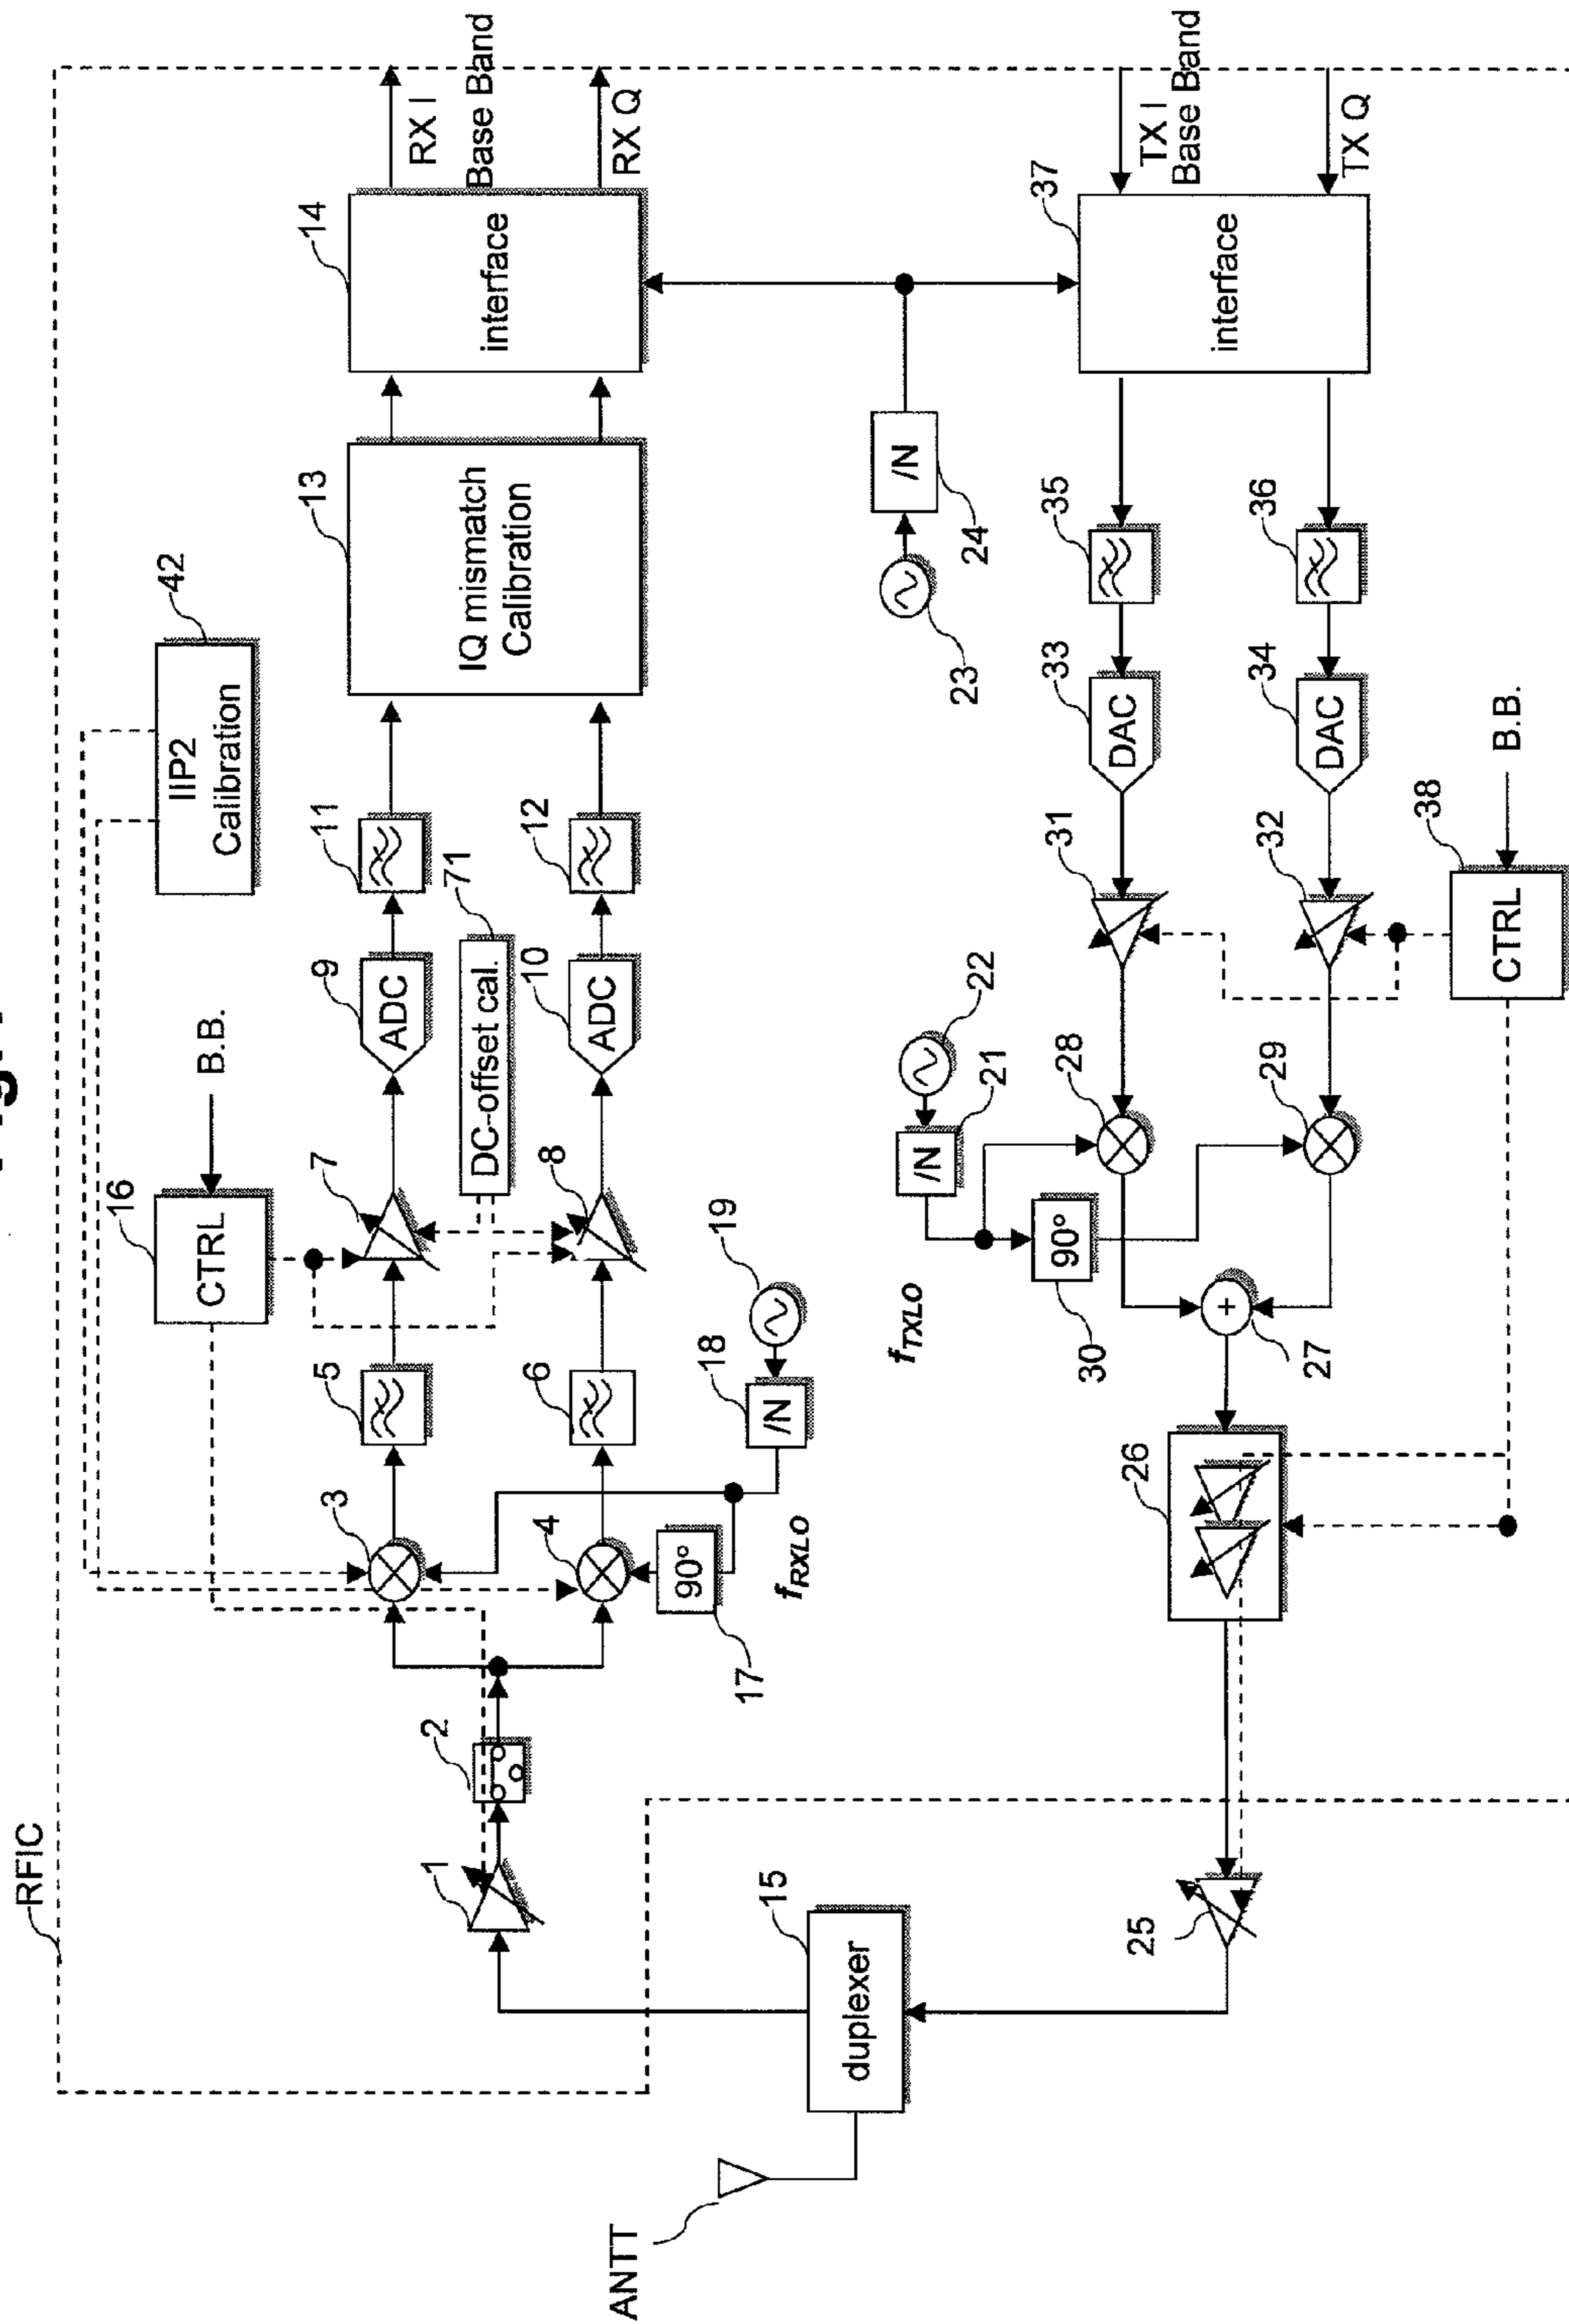 RFIC
16
CTRL
B.B.
IIP2
Calibration
42
1
2
3
4
5
6
7
8
9
ADC
10
ADC
11
12
71
DC-offset cal.
13
IQ mismatch
Calibration
14
interface
RX I
Base Band
RX Q
17
90°
18
/N
19
fRXLO
ANTT
15
duplexer
23
/N
24
22
21
/N
fTXLO
30
90°
25
26
27
28
29
31
32
33
DAC
34
DAC
35
36
37
interface
TX I
Base Band
TX Q
38
CTRL
B.B.